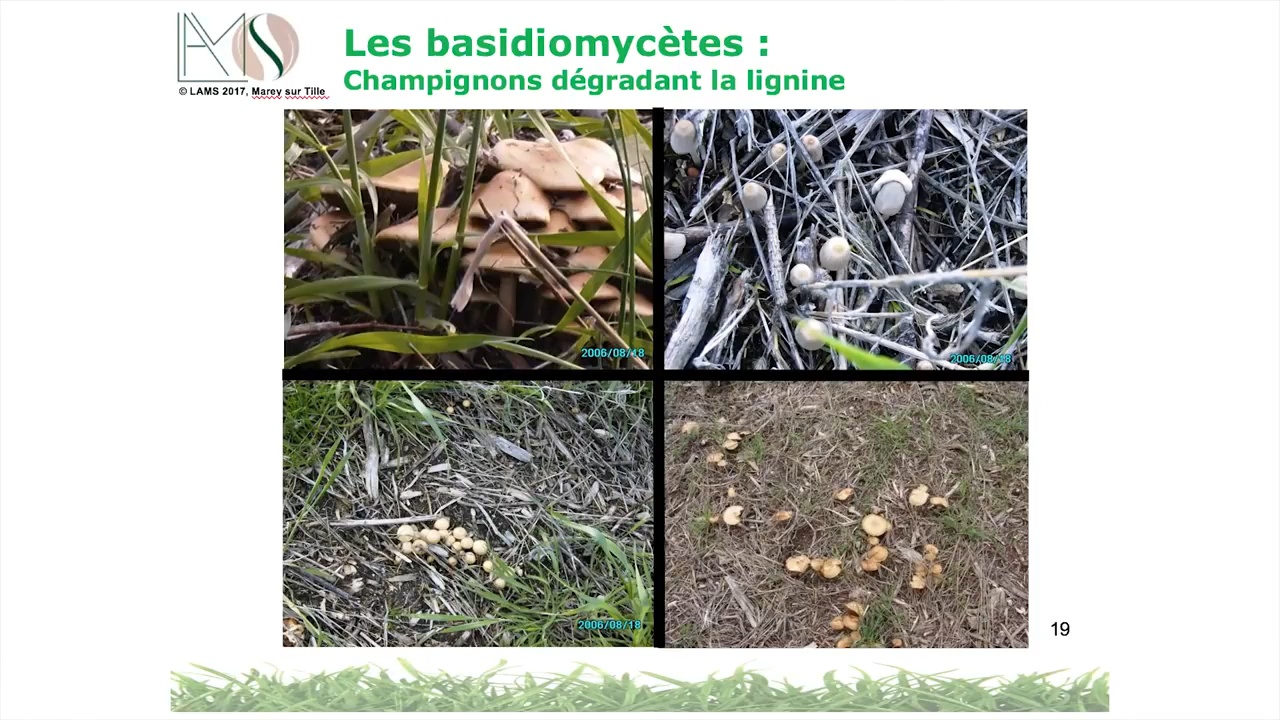 LAMS
Les basidiomycètes :
Champignons dégradant la lignine
© LAMS 2017, Marey sur Tille
2006/08/18
2006/08/18
2006/08/18
19